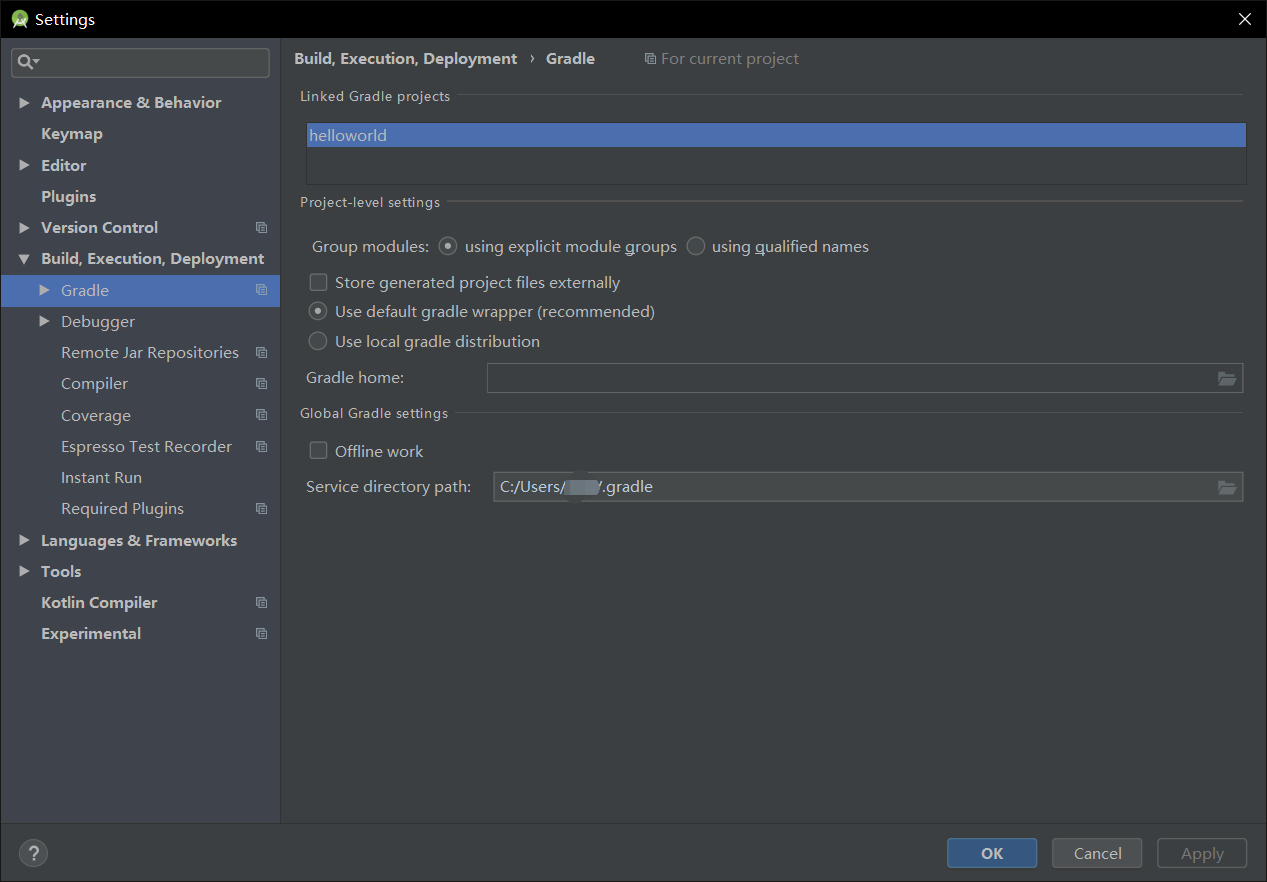 Settings
Build, Execution, Deployment › Gradle For current project
Appearance & Behavior
Keymap
Editor
Plugins
Version Control
Build, Execution, Deployment
Gradle
Debugger
Remote Jar Repositories
Compiler
Coverage
Espresso Test Recorder
Instant Run
Required Plugins
Languages & Frameworks
Tools
Kotlin Compiler
Experimental
Linked Gradle projects
helloworld
Project-level settings
Group modules: using explicit module groups using qualified names
Store generated project files externally
Use default gradle wrapper (recommended)
Use local gradle distribution
Gradle home:
Global Gradle settings
Offline work
Service directory path: C:/Users/ /.gradle
? OK Cancel Apply